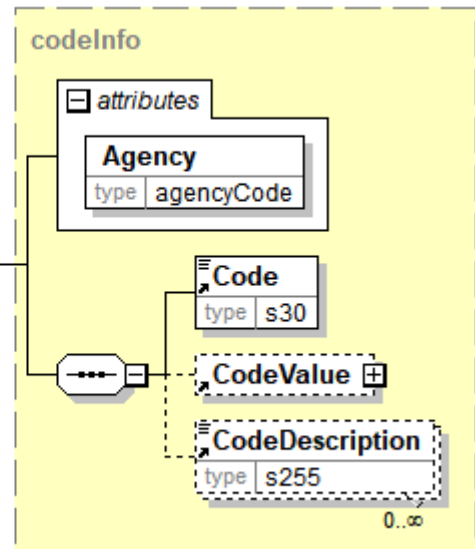 codeInfo
attributes
Agency
type agencyCode
Code
type s30
CodeValue
CodeDescription
type s255
0..∞